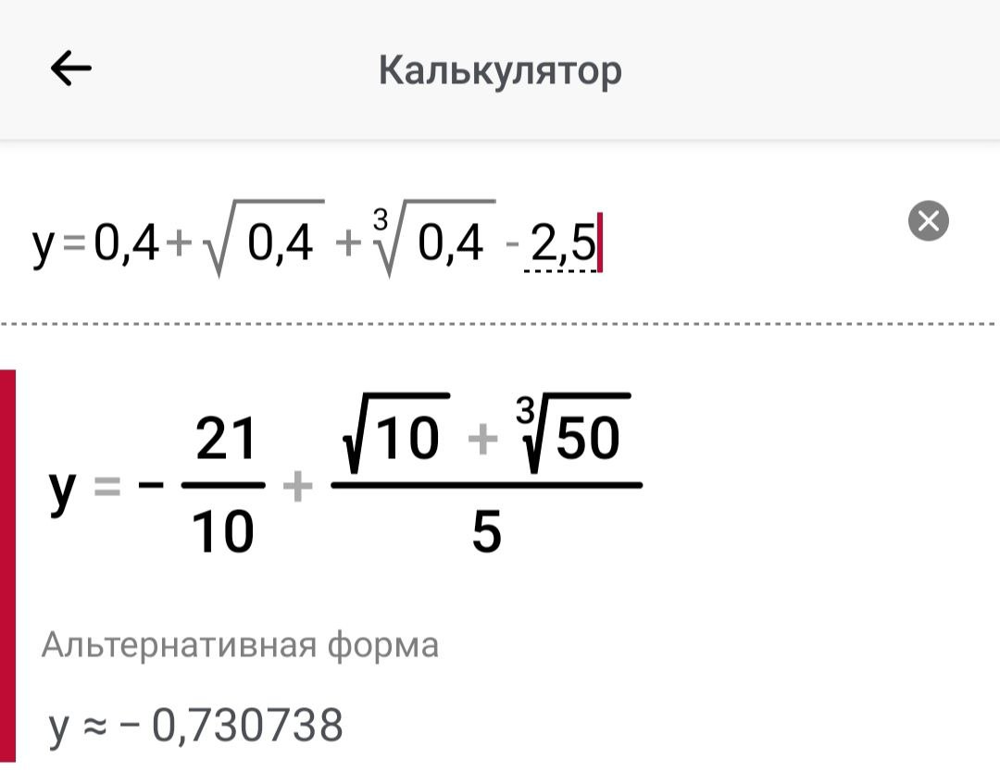 Калькулятор
y=0,4+√0,4 +∛0,4 -2,5
y = - 21/10 + (√10 + ∛50)/5
Альтернативная форма
y ≈ - 0,730738